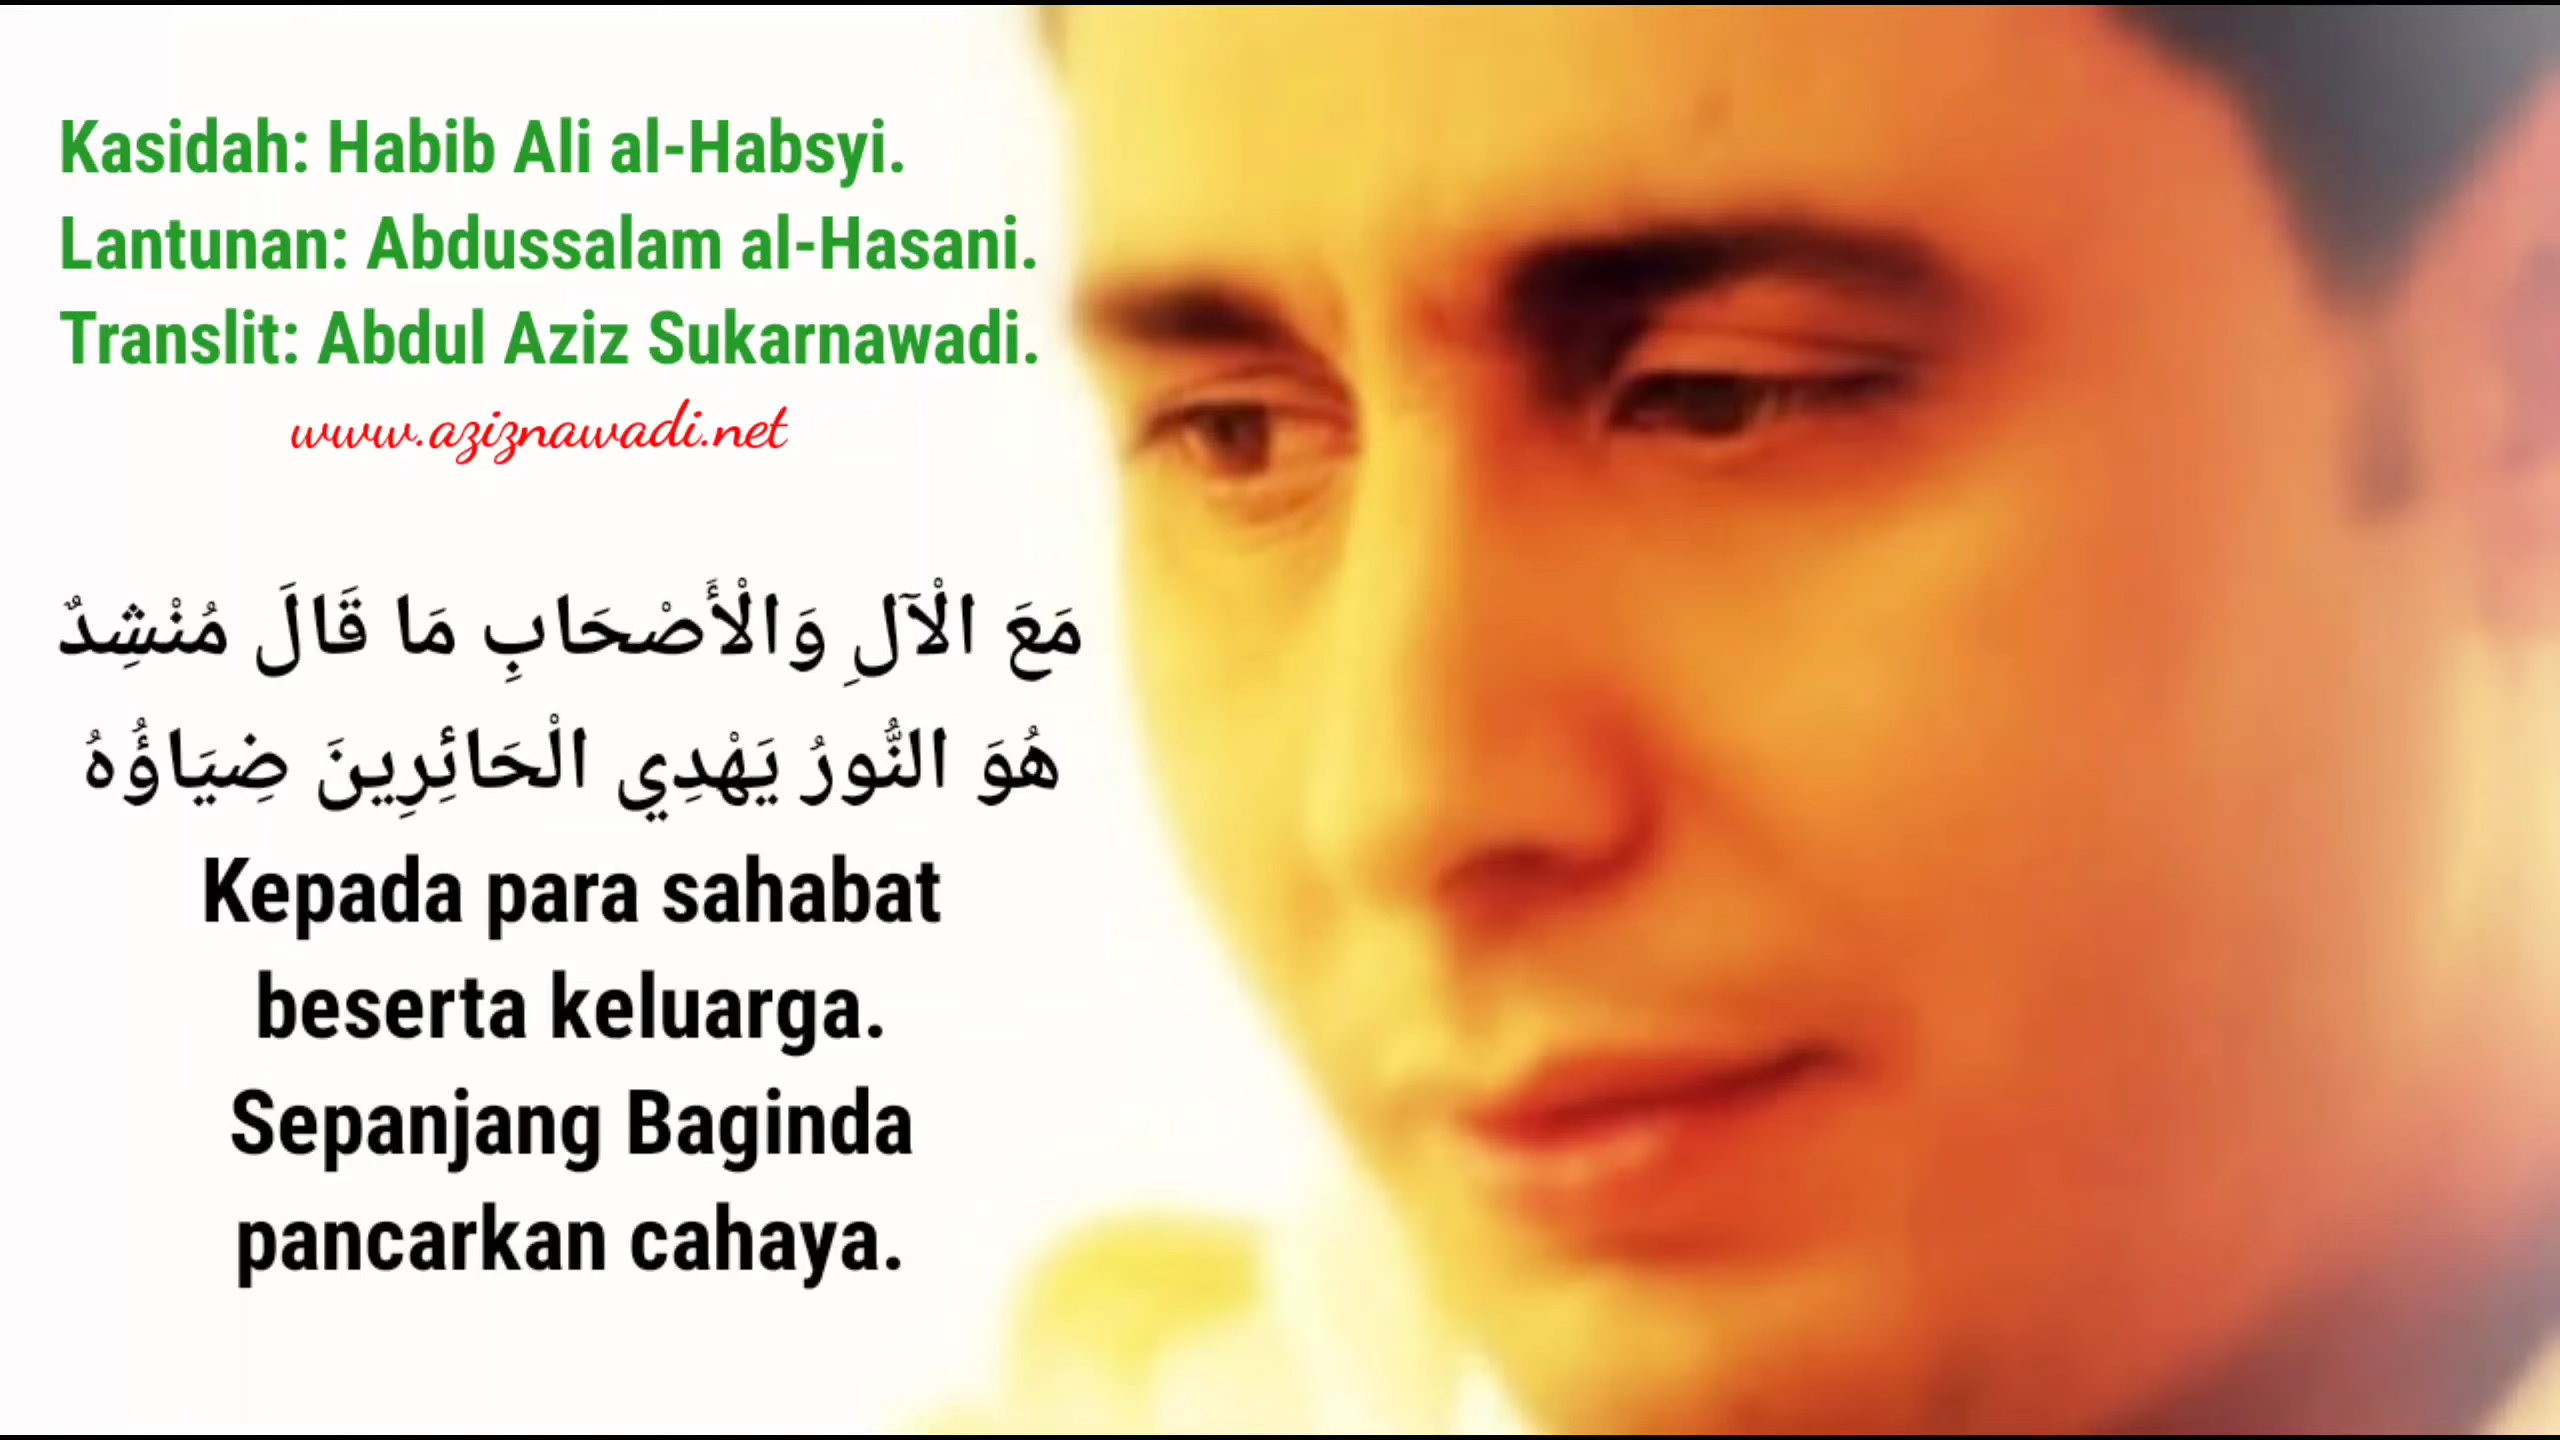 Kasidah: Habib Ali al-Habsyi.
Lantunan: Abdussalam al-Hasani.
Translit: Abdul Aziz Sukarnawadi.
www.aziznawadi.net
مَعَ الْآلِ وَالْأَصْحَابِ مَا قَالَ مُنْشِدٌ
هُوَ النُّورُ يَهْدِي الْحَائِرِينَ ضِيَاؤُهُ
Kepada para sahabat
beserta keluarga.
Sepanjang Baginda
pancarkan cahaya.